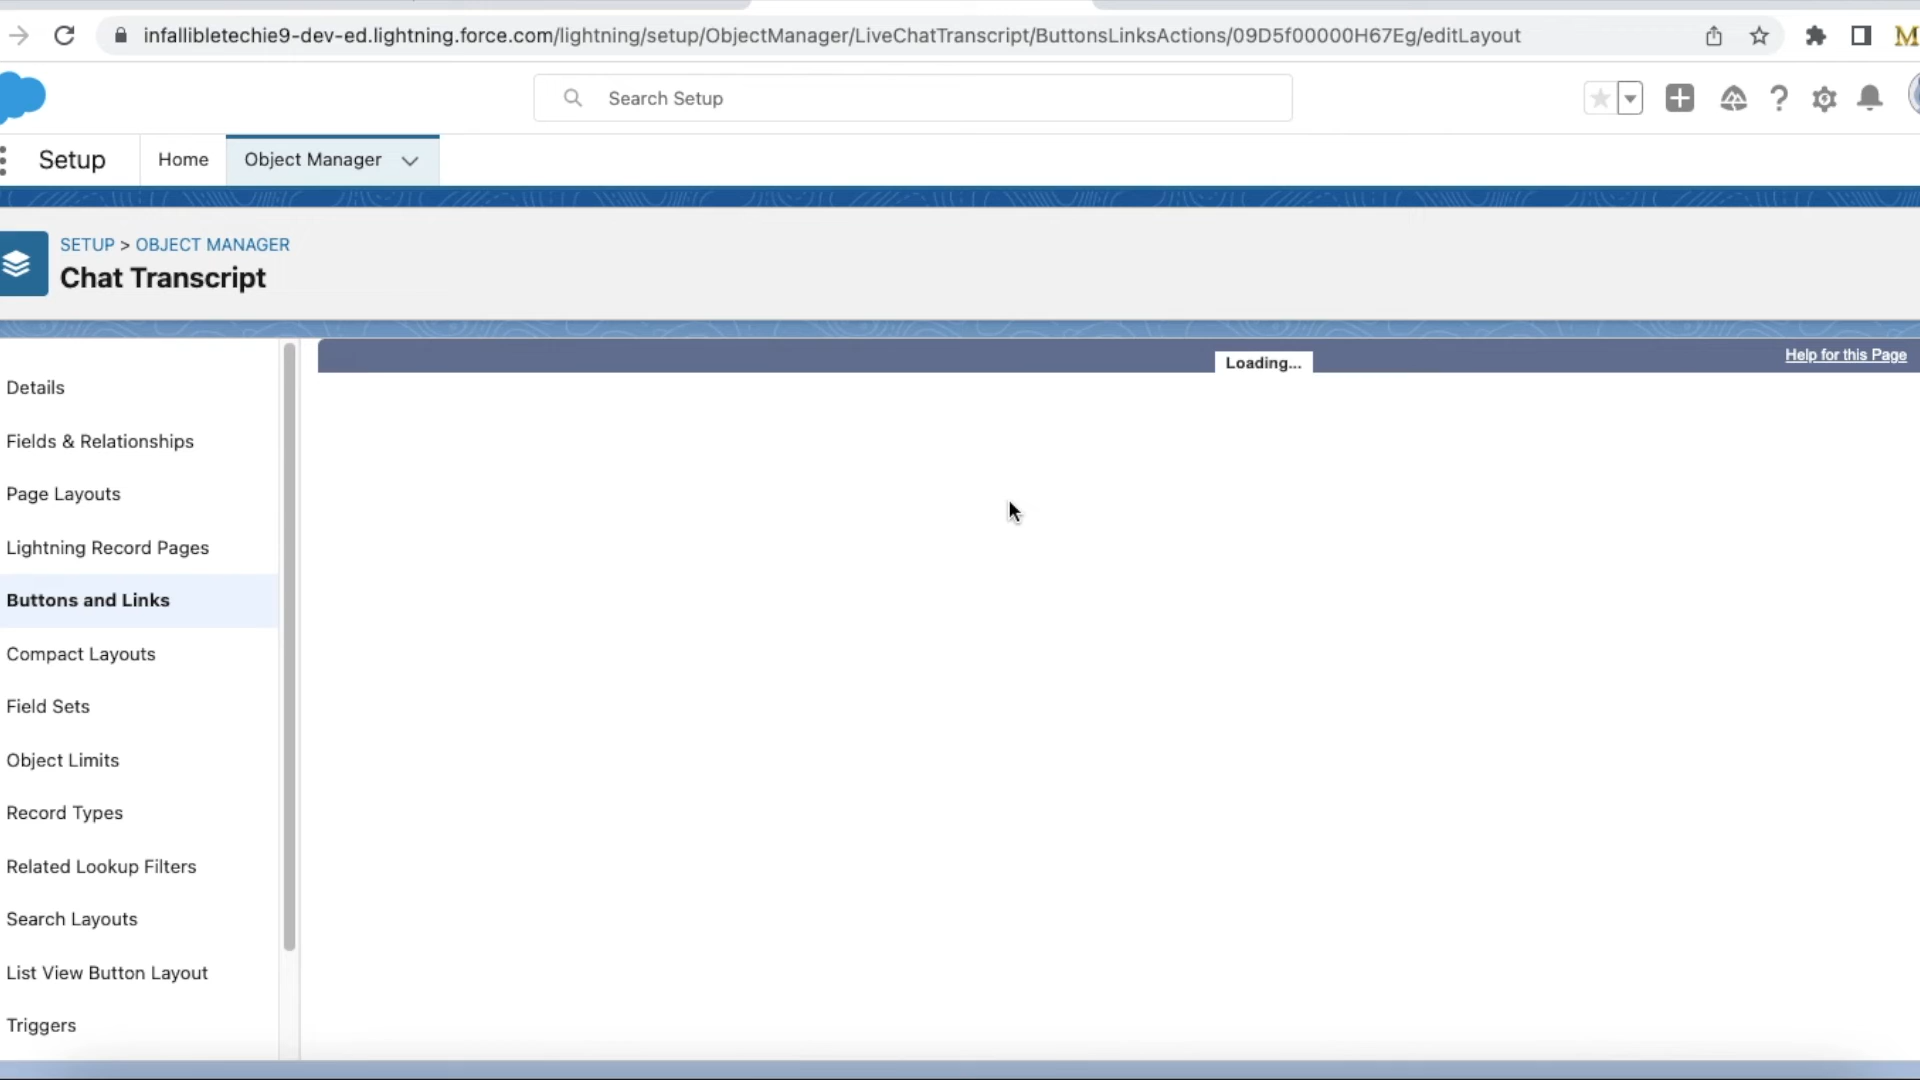 infallibletechie9-dev-ed.lightning.force.com/lightning/setup/ObjectManager/LiveChatTranscript/ButtonsLinksActions/09D5f00000H67Eg/editLayout
M
Search Setup
Setup
Home
Object Manager
SETUP > OBJECT MANAGER
Chat Transcript
Loading...
Help for this Page
Details
Fields & Relationships
Page Layouts
Lightning Record Pages
Buttons and Links
Compact Layouts
Field Sets
Object Limits
Record Types
Related Lookup Filters
Search Layouts
List View Button Layout
Triggers